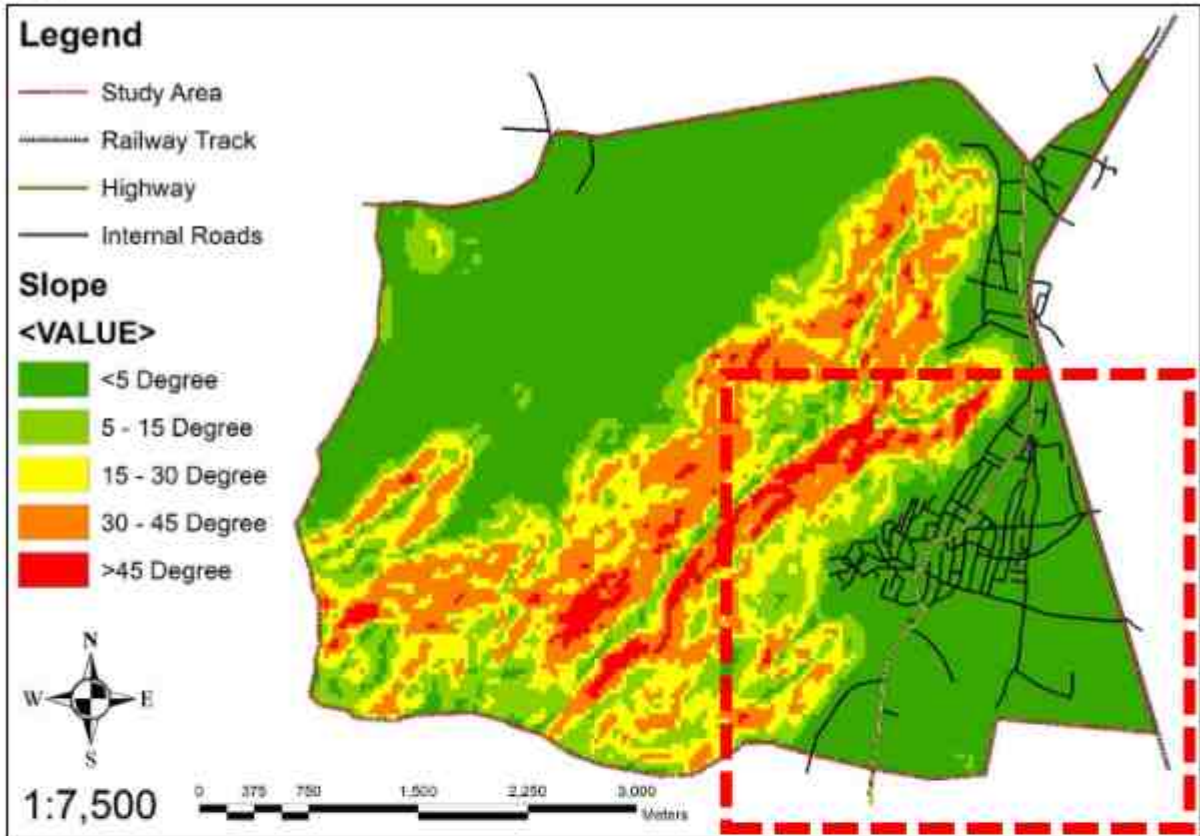 Legend
Study Area
Railway Track
Highway
Internal Roads
Slope
<VALUE>
<5 Degree
5 - 15 Degree
15 - 30 Degree
30 - 45 Degree
>45 Degree
N
W E
S
1:7,500
0 375 750 1,500 2,250 3,000
Meters